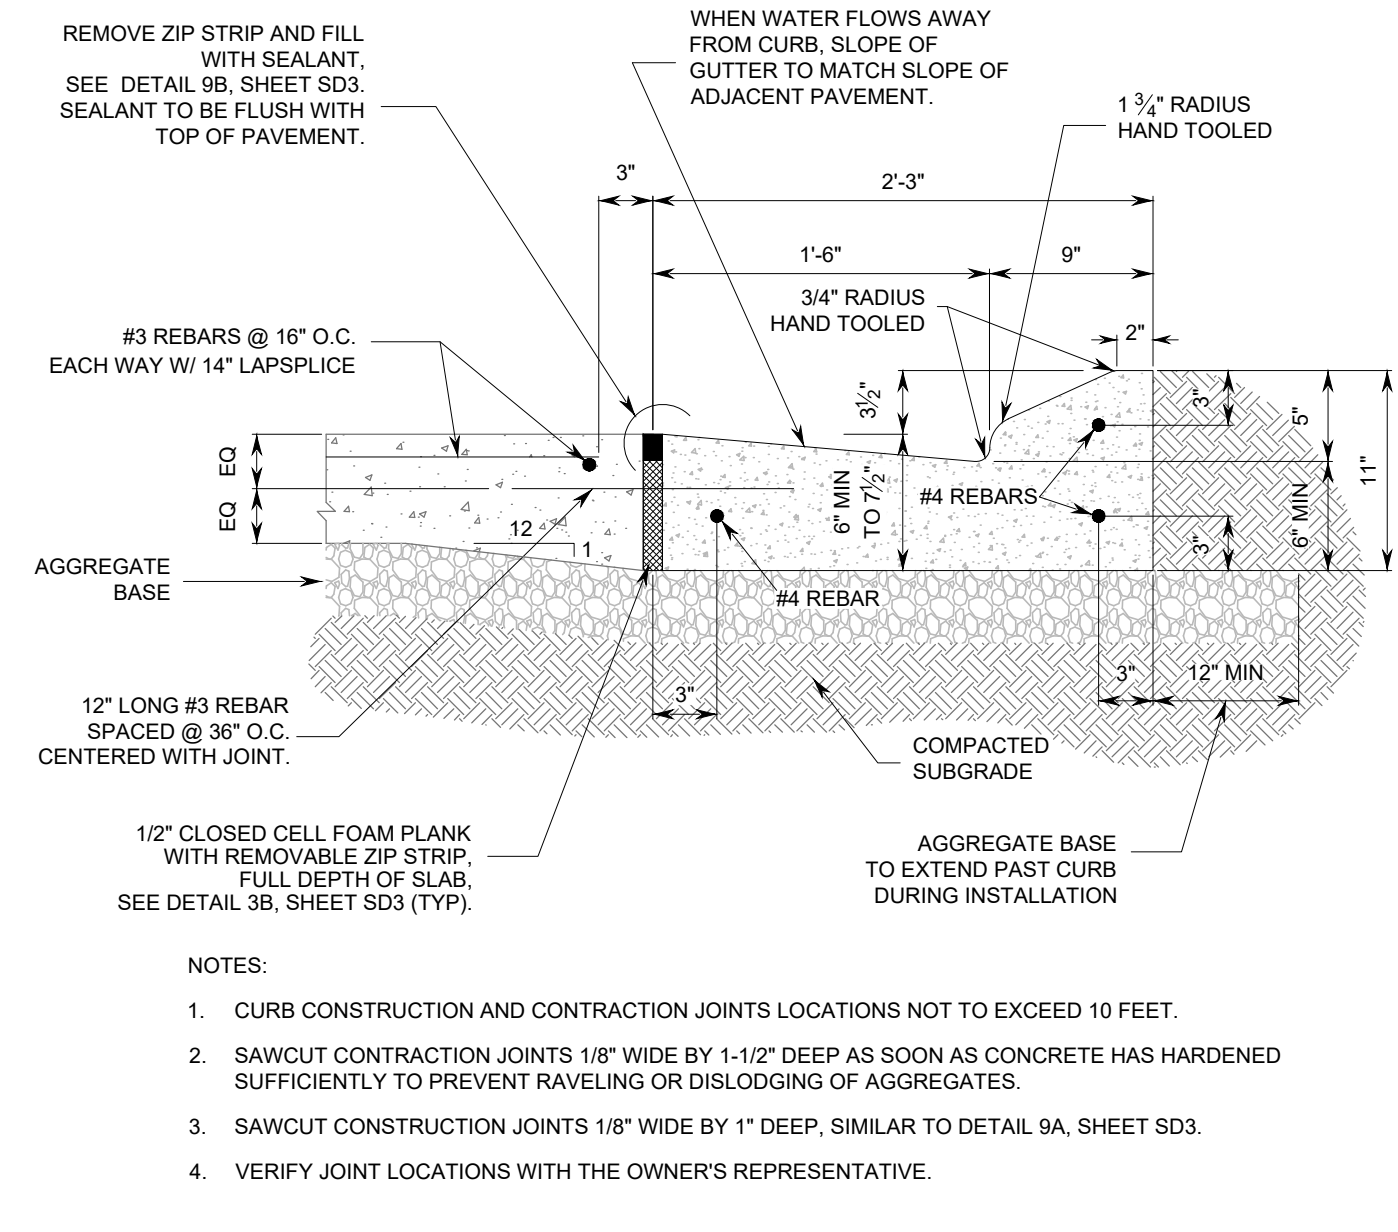 REMOVE ZIP STRIP AND FILL
WITH SEALANT,
SEE DETAIL 9B, SHEET SD3.
SEALANT TO BE FLUSH WITH
TOP OF PAVEMENT.
WHEN WATER FLOWS AWAY
FROM CURB, SLOPE OF
GUTTER TO MATCH SLOPE OF
ADJACENT PAVEMENT.
1 3/4" RADIUS
HAND TOOLED
3"
2'-3"
1'-6"
9"
3/4" RADIUS
HAND TOOLED
2"
#3 REBARS @ 16" O.C.
EACH WAY W/ 14" LAPSPLICE
3 1/2"
3"
5"
11"
EQ
EQ
6" MIN
TO 7 1/2"
#4 REBARS
6" MIN
3"
12
1
AGGREGATE
BASE
#4 REBAR
3"
3"
12" MIN
12" LONG #3 REBAR
SPACED @ 36" O.C.
CENTERED WITH JOINT.
COMPACTED
SUBGRADE
1/2" CLOSED CELL FOAM PLANK
WITH REMOVABLE ZIP STRIP,
FULL DEPTH OF SLAB,
SEE DETAIL 3B, SHEET SD3 (TYP).
AGGREGATE BASE
TO EXTEND PAST CURB
DURING INSTALLATION
NOTES:
1. CURB CONSTRUCTION AND CONTRACTION JOINTS LOCATIONS NOT TO EXCEED 10 FEET.
2. SAWCUT CONTRACTION JOINTS 1/8" WIDE BY 1-1/2" DEEP AS SOON AS CONCRETE HAS HARDENED
SUFFICIENTLY TO PREVENT RAVELING OR DISLODGING OF AGGREGATES.
3. SAWCUT CONSTRUCTION JOINTS 1/8" WIDE BY 1" DEEP, SIMILAR TO DETAIL 9A, SHEET SD3.
4. VERIFY JOINT LOCATIONS WITH THE OWNER'S REPRESENTATIVE.